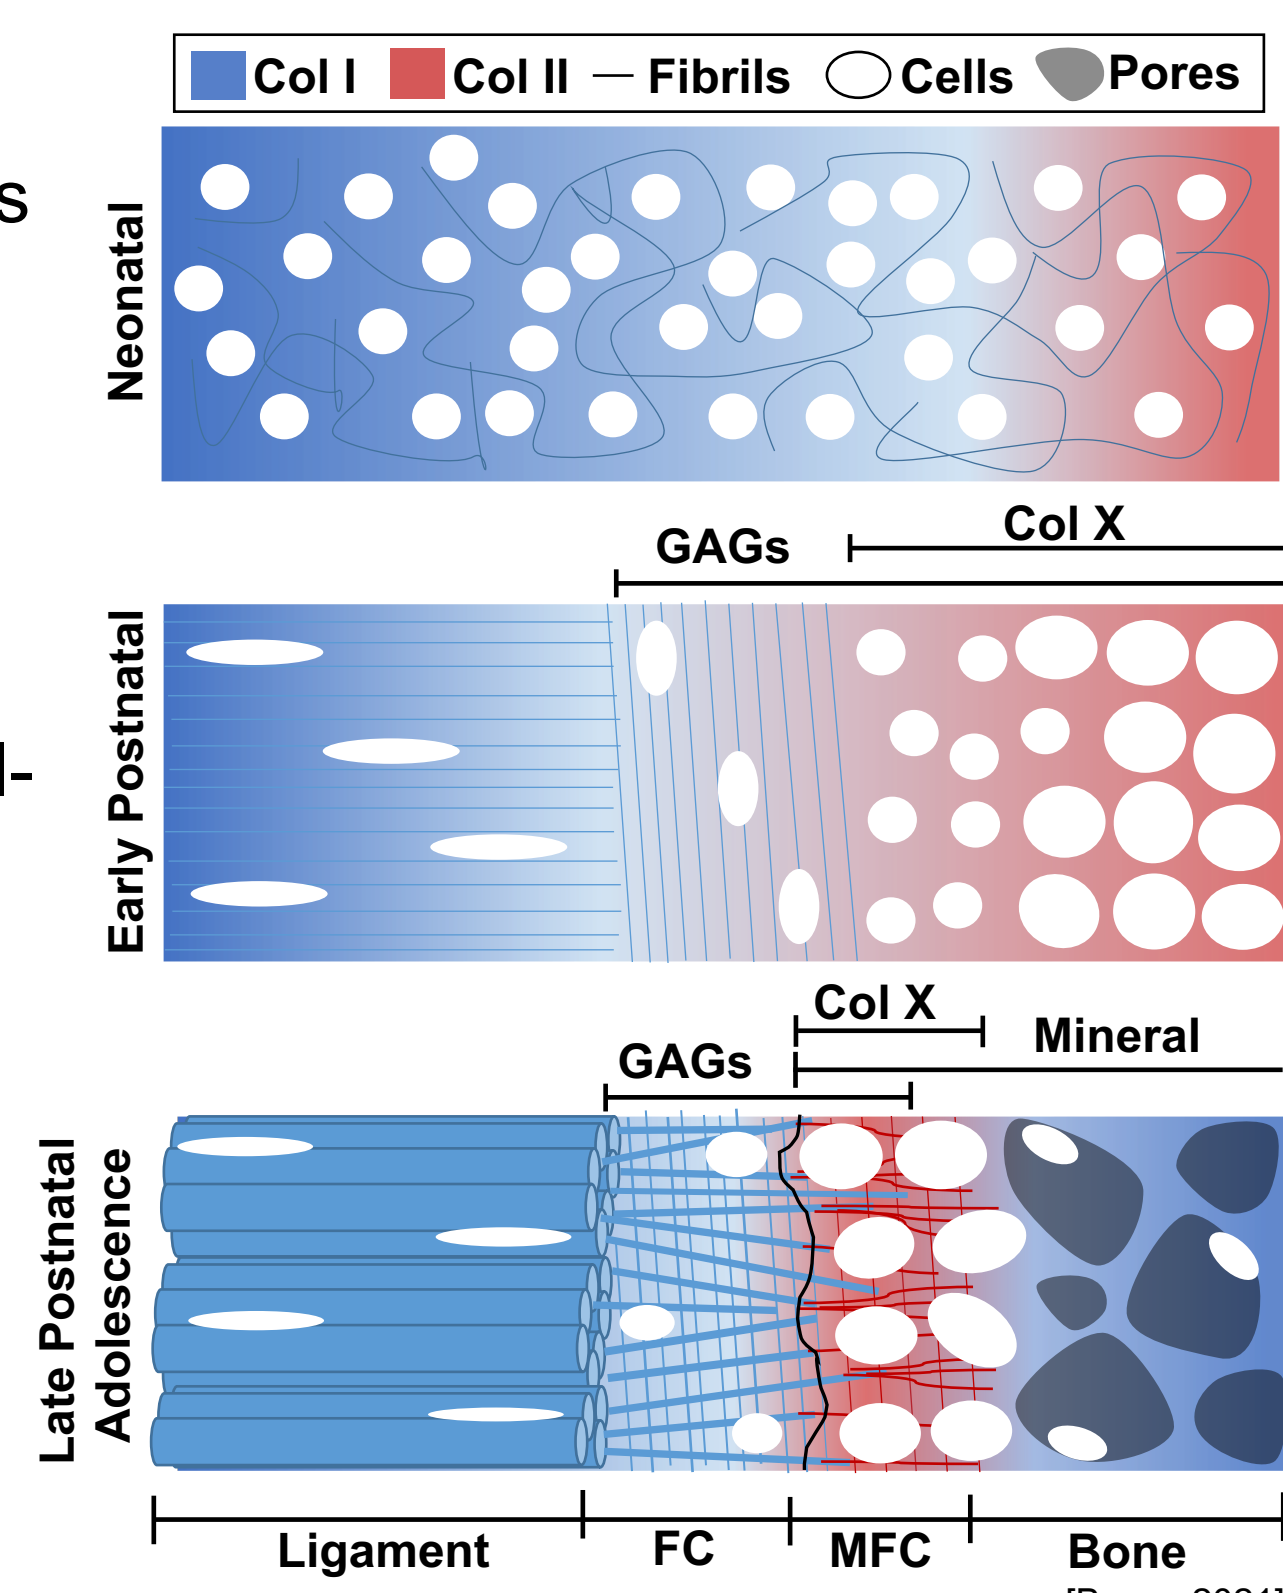 Col I Col II Fibrils Cells Pores
s
Neonatal
GAGs
Col X
l-
Early Postnatal
Col X
Mineral
GAGs
Late Postnatal
Adolescence
Ligament FC MFC Bone